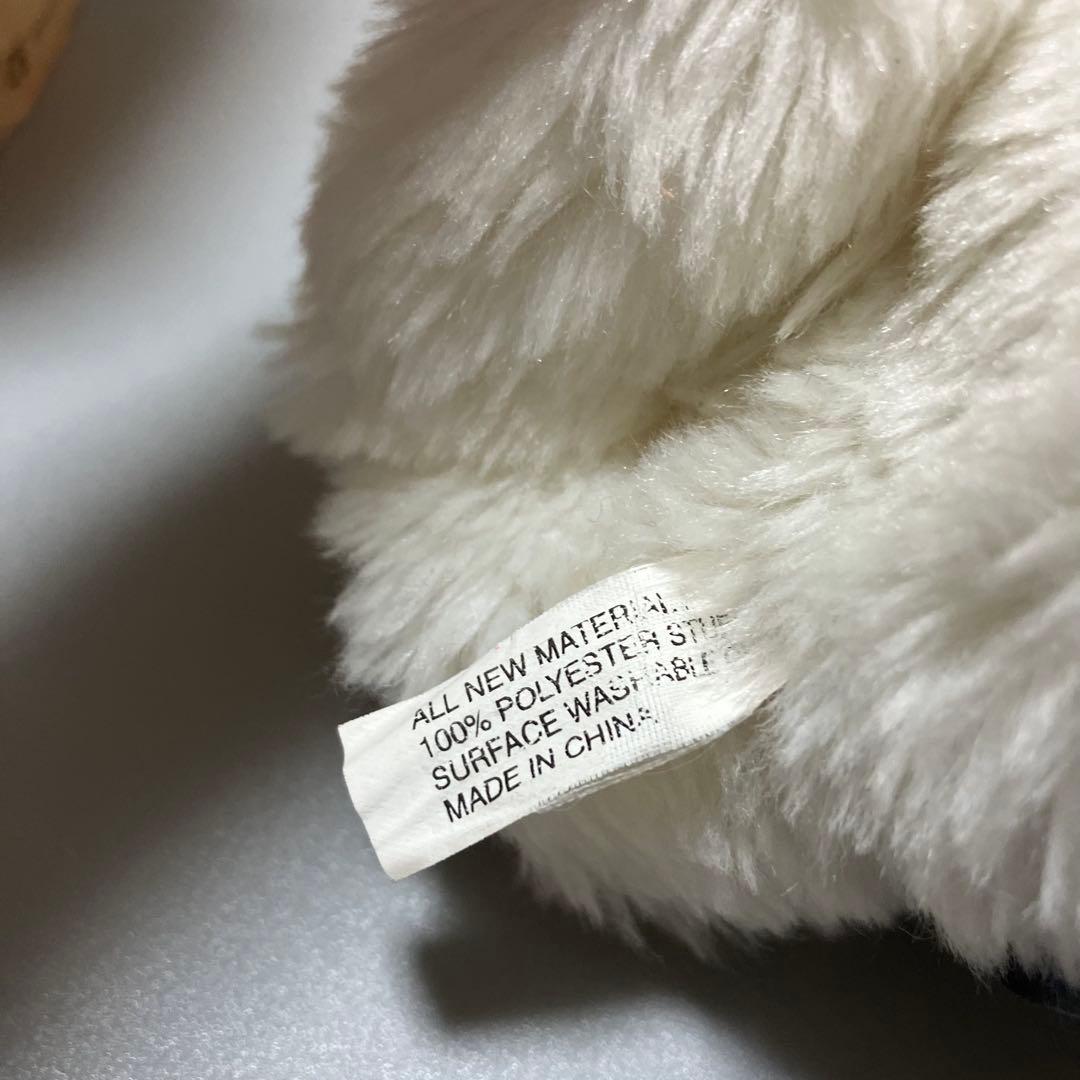 ALL NEW MATERIAL
100% POLYESTER
SURFACE WASHABLE
MADE IN CHINA